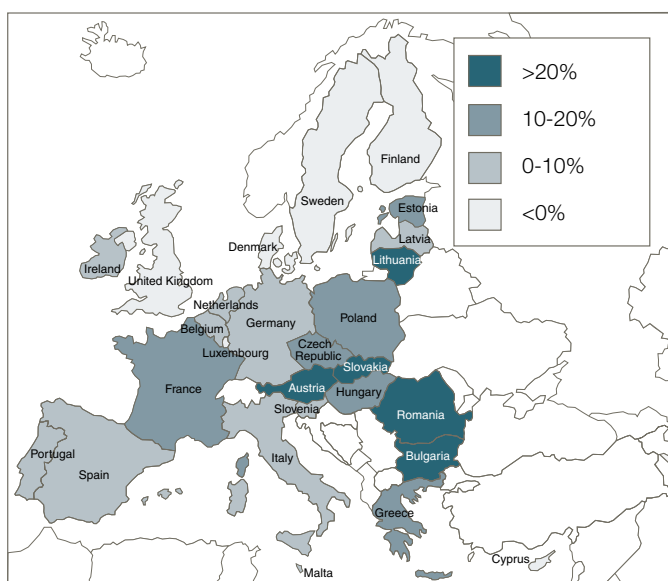 >20%
10-20%
0-10%
<0%
Finland
Sweden
Estonia
Latvia
Lithuania
Denmark
Ireland
United Kingdom
Netherlands
Belgium
Germany
Poland
Luxembourg
Czech
Republic
Slovakia
France
Austria
Hungary
Slovenia
Romania
Portugal
Spain
Italy
Bulgaria
Greece
Cyprus
Malta